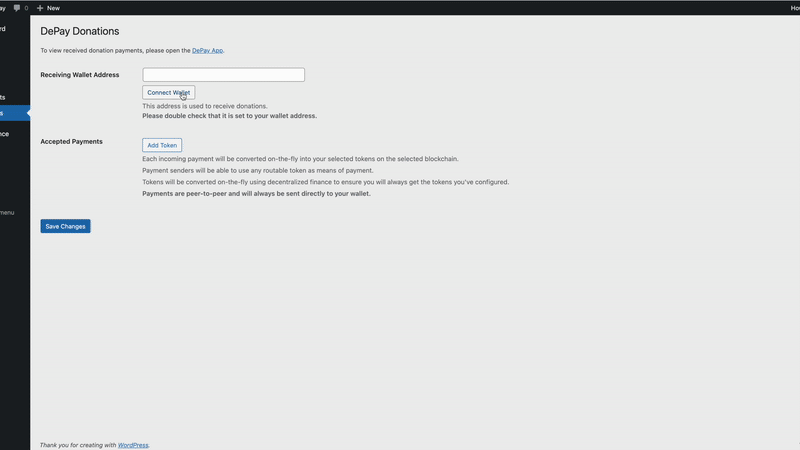 ay 0 New Ho
rd
DePay Donations
To view received donation payments, please open the DePay App.
Receiving Wallet Address
Connect Wallet
ts
This address is used to receive donations.
s
Please double check that it is set to your wallet address.
nce
Accepted Payments
Add Token
Each incoming payment will be converted on-the-fly into your selected tokens on the selected blockchain.
Payment senders will be able to use any routable token as means of payment.
Tokens will be converted on-the-fly using decentralized finance to ensure you will always get the tokens you've configured.
Payments are peer-to-peer and will always be sent directly to your wallet.
menu
Save Changes
Thank you for creating with WordPress.